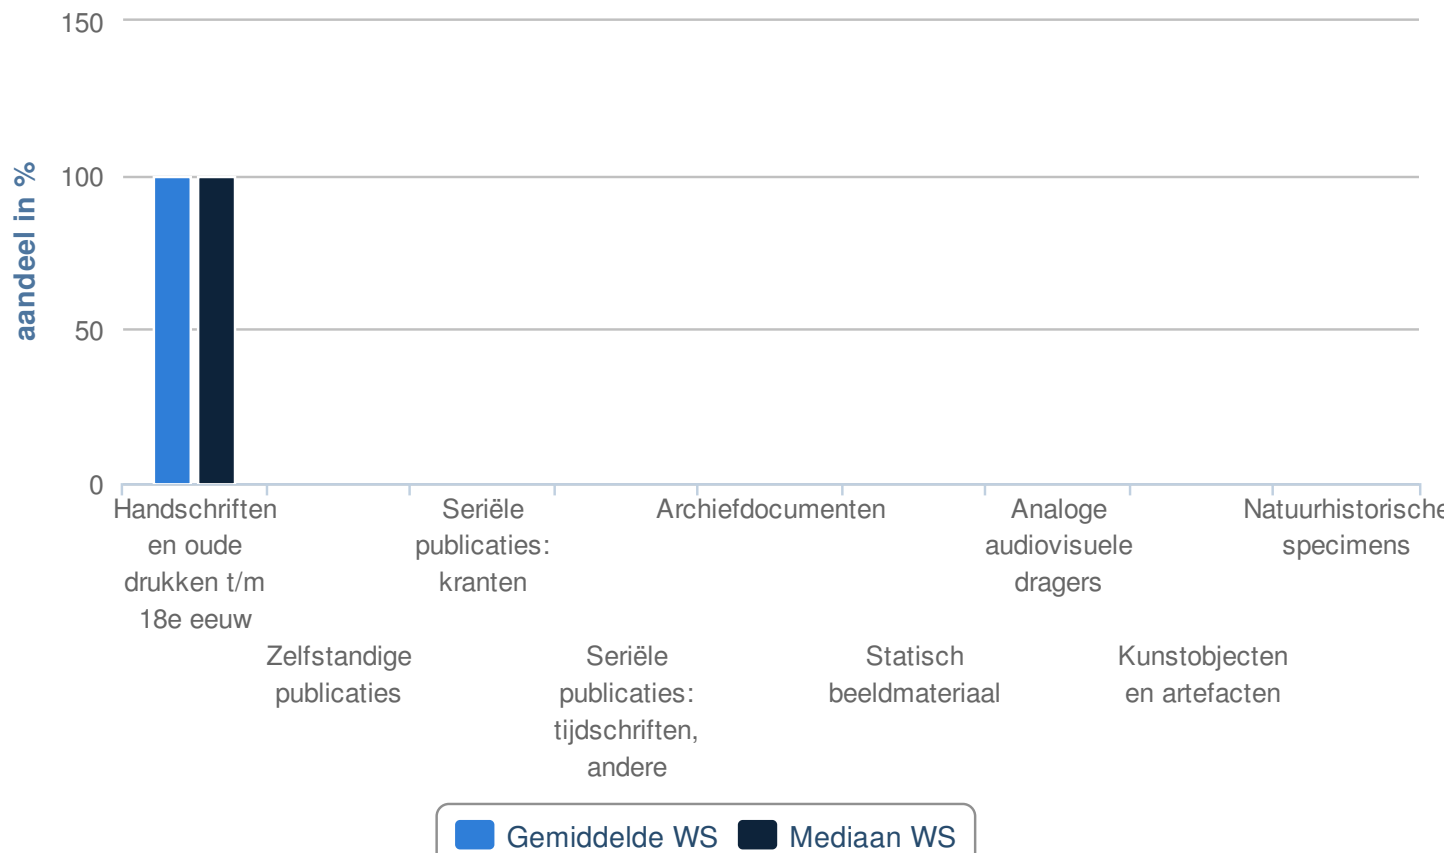 150
100
50
0
aandeel in %
Handschriften
en oude
drukken t/m
18e eeuw
Zelfstandige
publicaties
Seriële
publicaties:
kranten
Seriële
publicaties:
tijdschriften,
andere
Archiefdocumenten
Statisch
beeldmateriaal
Analoge
audiovisuele
dragers
Kunstobjecten
en artefacten
Natuurhistorische
specimens
Gemiddelde WS
Mediaan WS